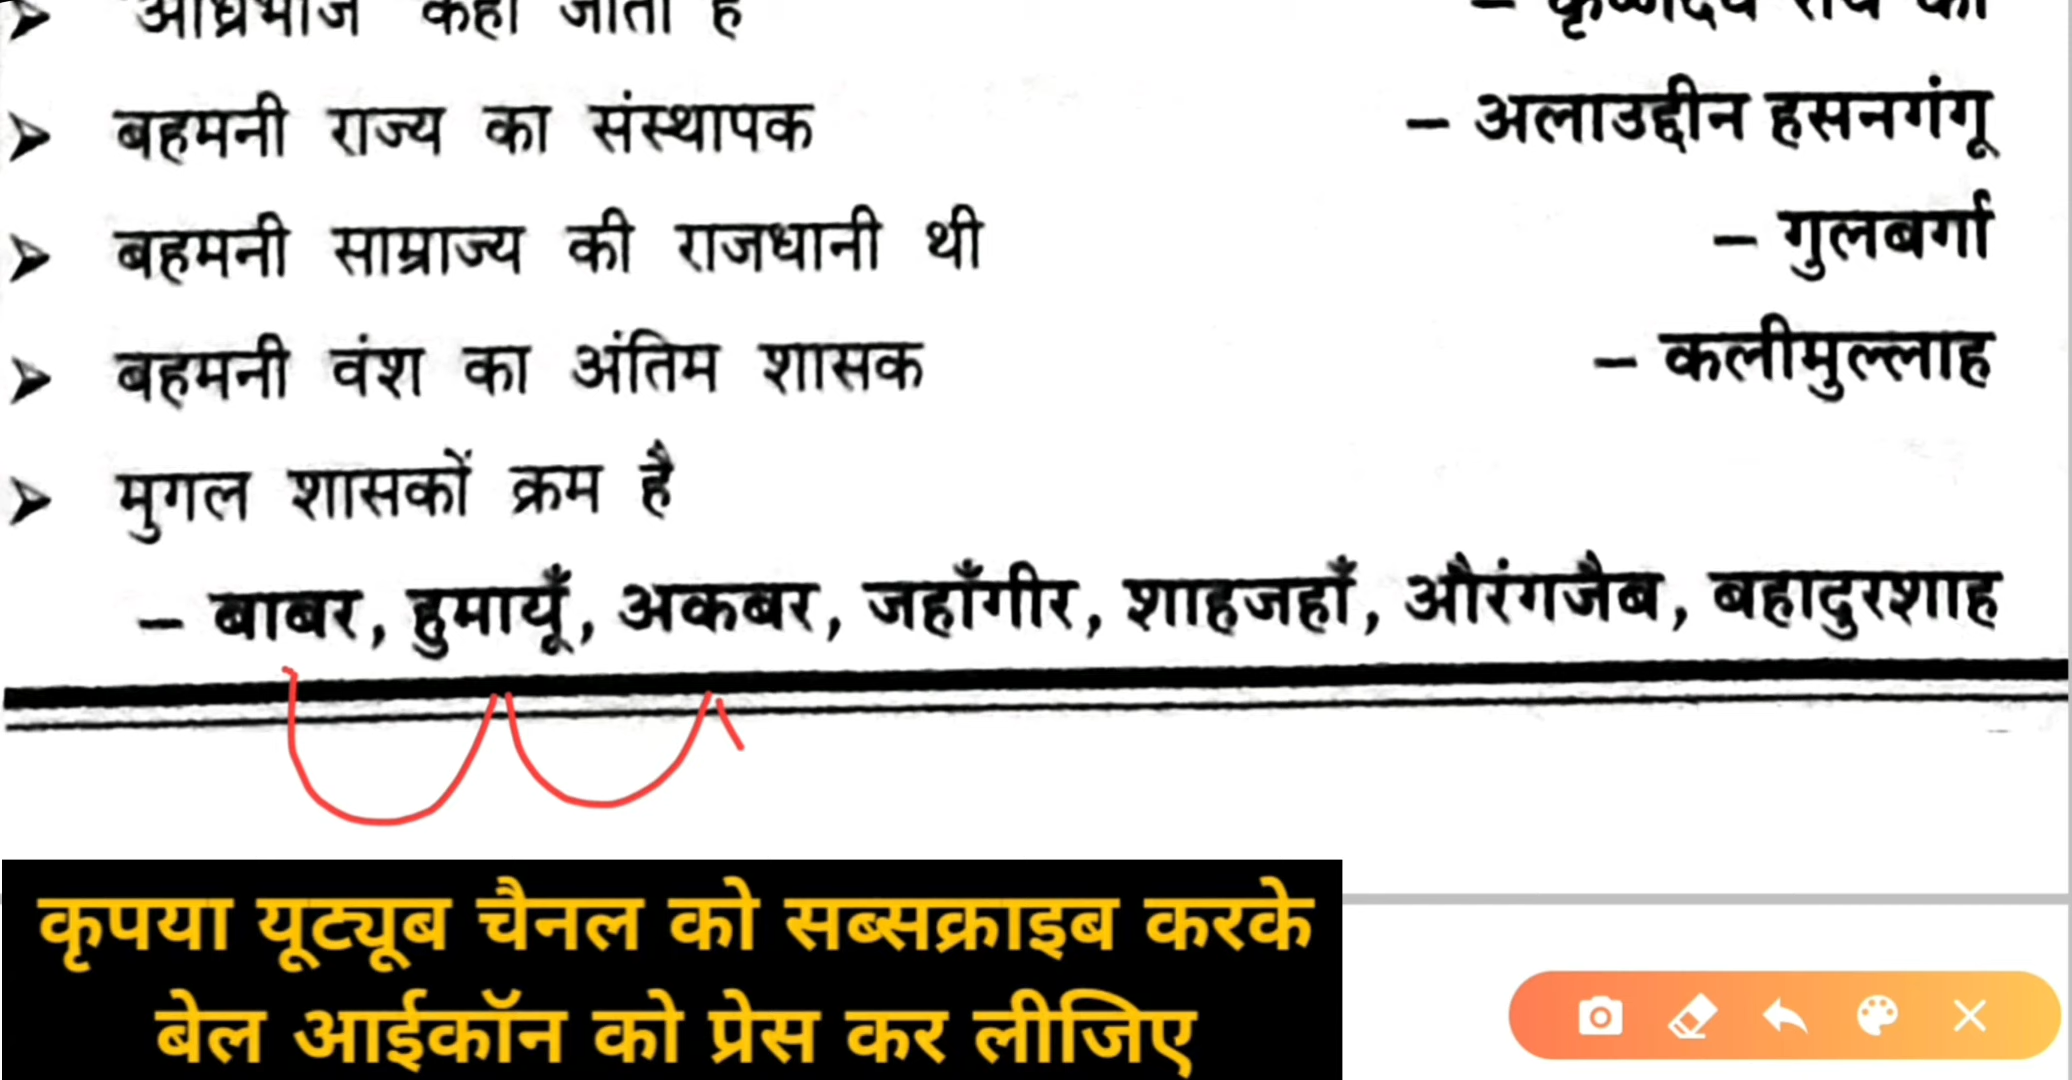 कहा जाता है
बहमनी राज्य का संस्थापक – अलाउद्दीन हसनगंगू
बहमनी साम्राज्य की राजधानी थी – गुलबर्गा
बहमनी वंश का अंतिम शासक – कलीमुल्लाह
मुगल शासकों क्रम है
– बाबर, हुमायूँ, अकबर, जहाँगीर, शाहजहाँ, औरंगजैब, बहादुरशाह
कृपया यूट्यूब चैनल को सब्सक्राइब करके
बेल आईकॉन को प्रेस कर लीजिए